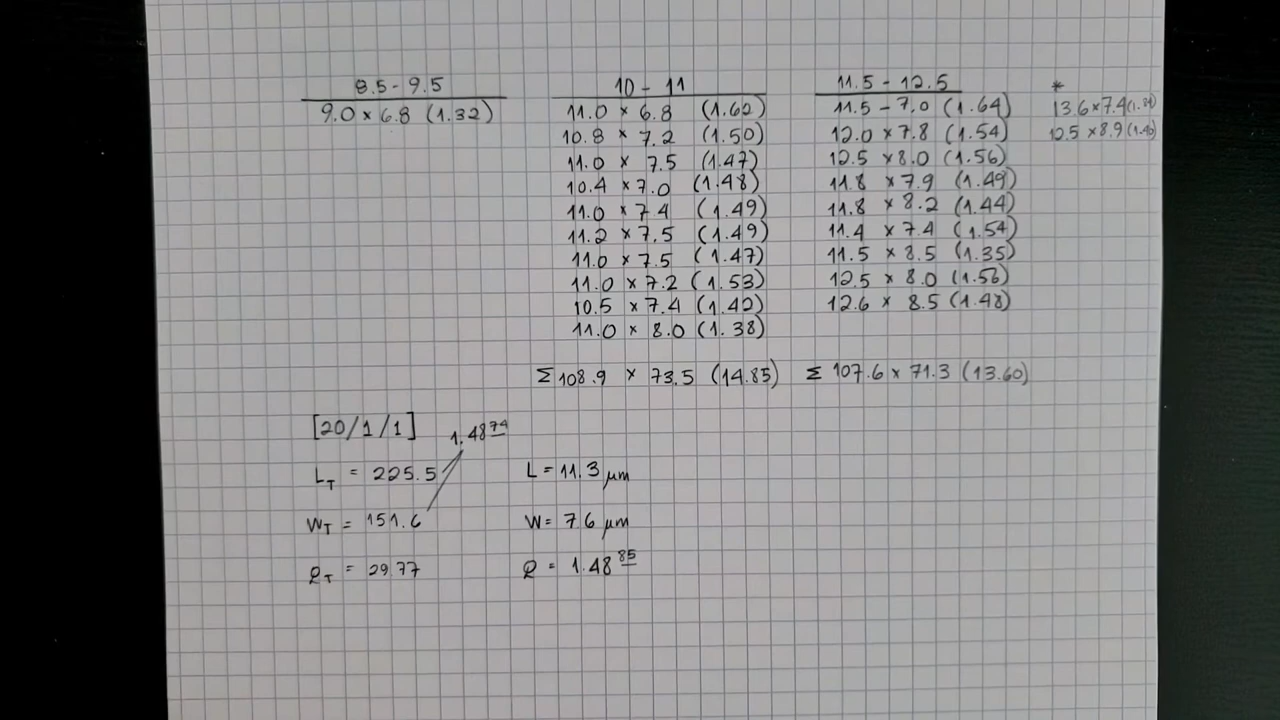 8.5 - 9.5
9.0 × 6.8 (1.32)
10 - 11
11.0 × 6.8 (1.62)
10.8 × 7.2 (1.50)
11.0 × 7.5 (1.47)
10.4 × 7.0 (1.48)
11.0 × 7.4 (1.49)
11.2 × 7.5 (1.49)
11.0 × 7.5 (1.47)
11.0 × 7.2 (1.53)
10.5 × 7.4 (1.42)
11.0 × 8.0 (1.38)
Σ 108.9 × 73.5 (14.85)
11.5 - 12.5
11.5 - 7.0 (1.64)
12.0 × 7.8 (1.54)
12.5 × 8.0 (1.56)
11.8 × 7.9 (1.49)
11.8 × 8.2 (1.44)
11.4 × 7.4 (1.54)
11.5 × 8.5 (1.35)
12.5 × 8.0 (1.56)
12.6 × 8.5 (1.48)
Σ 107.6 × 71.3 (13.60)
*
13.6 × 7.4
12.5 × 8.9 (1.40)
[20/1/1]
1.48 74
L_T = 225.5
W_T = 151.6
Q_T = 29.77
L = 11.3 μm
W = 7.6 μm
Q = 1.48 85